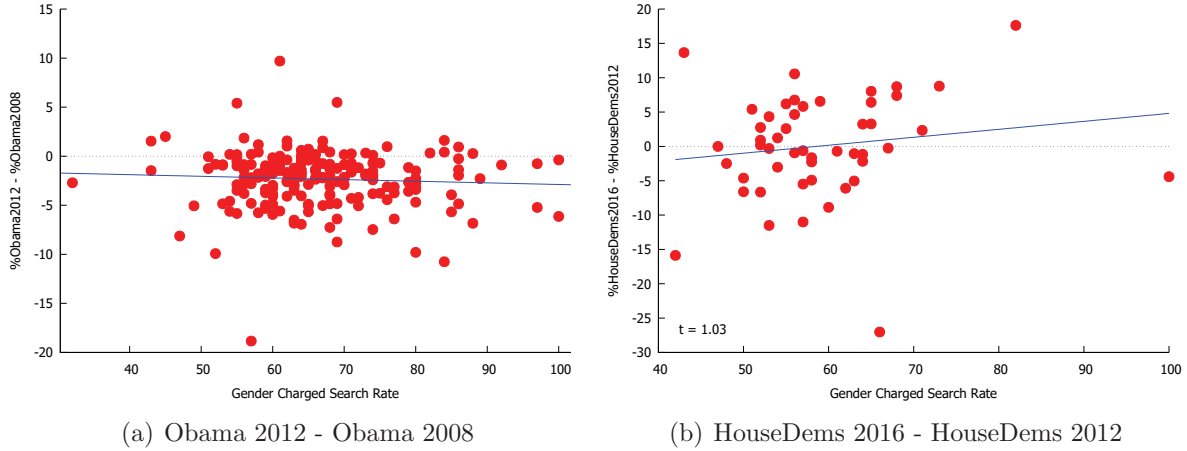 15
10
5
0
-5
-10
-15
-20
%Obama2012 - %Obama2008
40 50 60 70 80 90 100
Gender Charged Search Rate
(a) Obama 2012 - Obama 2008
20
15
10
5
0
-5
-10
-15
-20
-25
-30
%HouseDems2016 - %HouseDems2012
t = 1.03
40 50 60 70 80 90 100
Gender Charged Search Rate
(b) HouseDems 2016 - HouseDems 2012